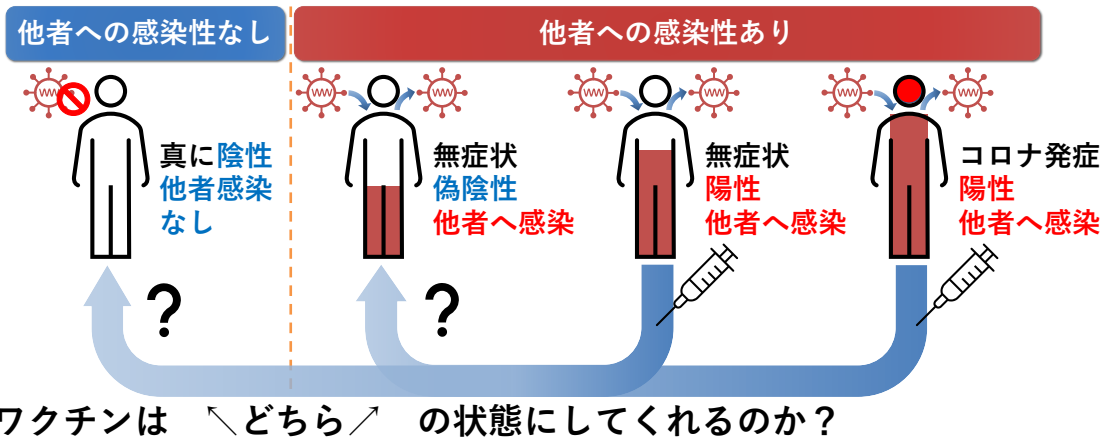 他者への感染性なし
他者への感染性あり
真に陰性
他者感染
なし
無症状
偽陰性
他者へ感染
無症状
陽性
他者へ感染
コロナ発症
陽性
他者へ感染
?
?
ワクチンは ↖どちら↗ の状態にしてくれるのか？